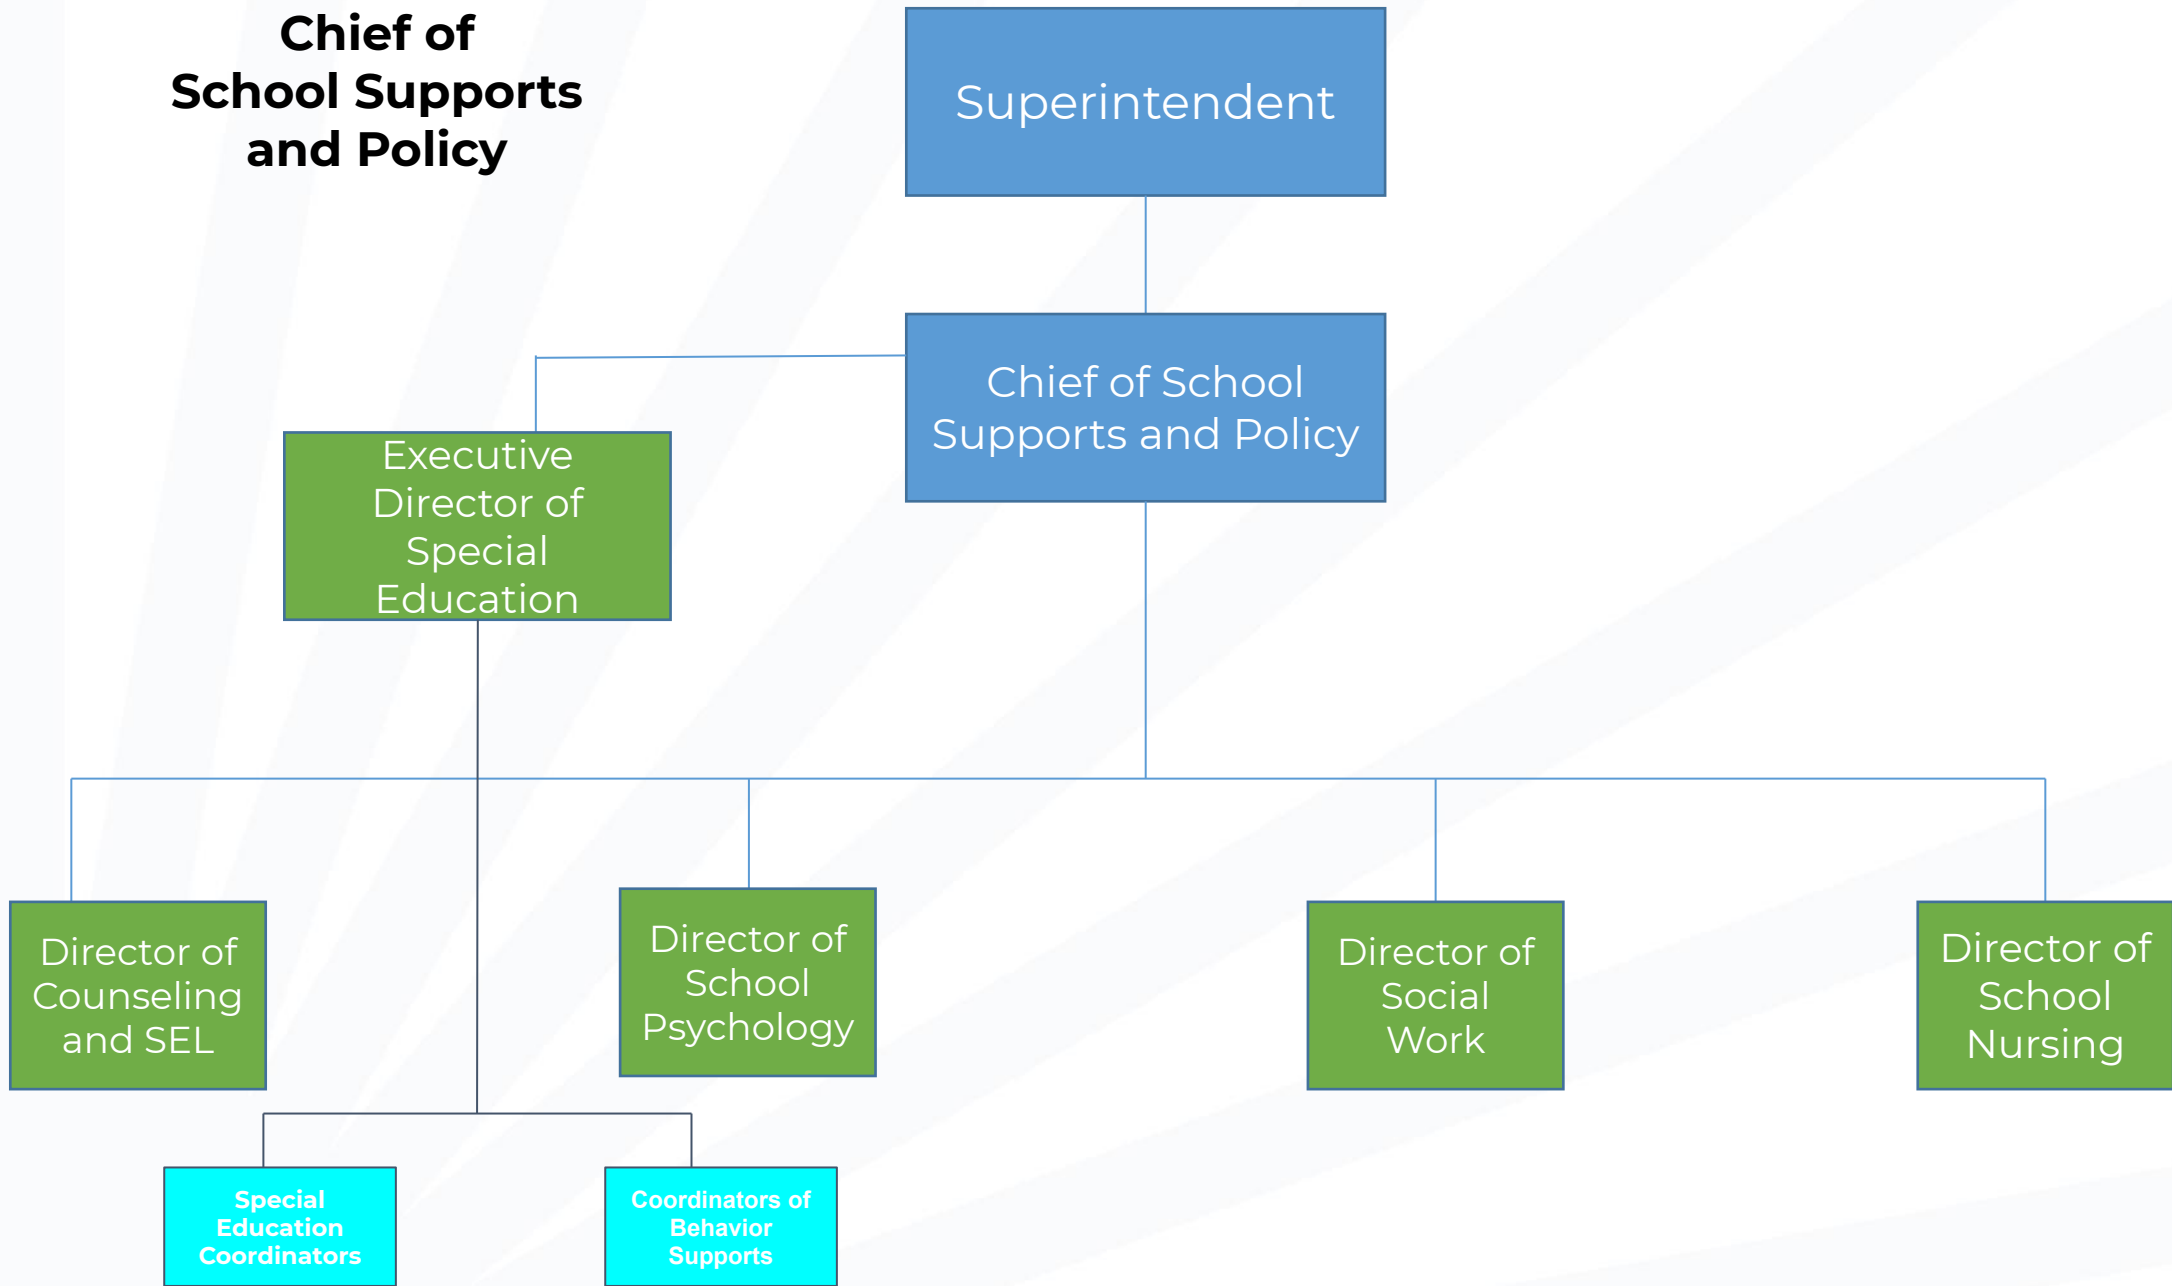 Chief of
School Supports
and Policy
Superintendent
Chief of School
Supports and Policy
Executive
Director of
Special
Education
Director of
Counseling
and SEL
Director of
School
Psychology
Director of
Social
Work
Director of
School
Nursing
Special
Education
Coordinators
Coordinators of
Behavior
Supports